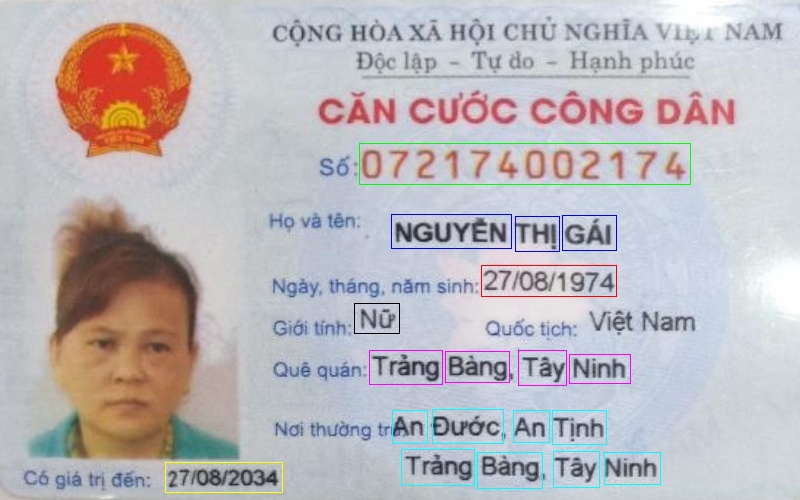 CỘNG HÒA XÃ HỘI CHỦ NGHĨA VIỆT NAM
Độc lập - Tự do - Hạnh phúc
CĂN CƯỚC CÔNG DÂN
Số: 072174002174
Họ và tên: NGUYỄN THỊ GÁI
Ngày, tháng, năm sinh: 27/08/1974
Giới tính: Nữ Quốc tịch: Việt Nam
Quê quán: Trảng Bàng, Tây Ninh
Nơi thường trú: An Đước, An Tịnh
Trảng Bàng, Tây Ninh
Có giá trị đến: 27/08/2034